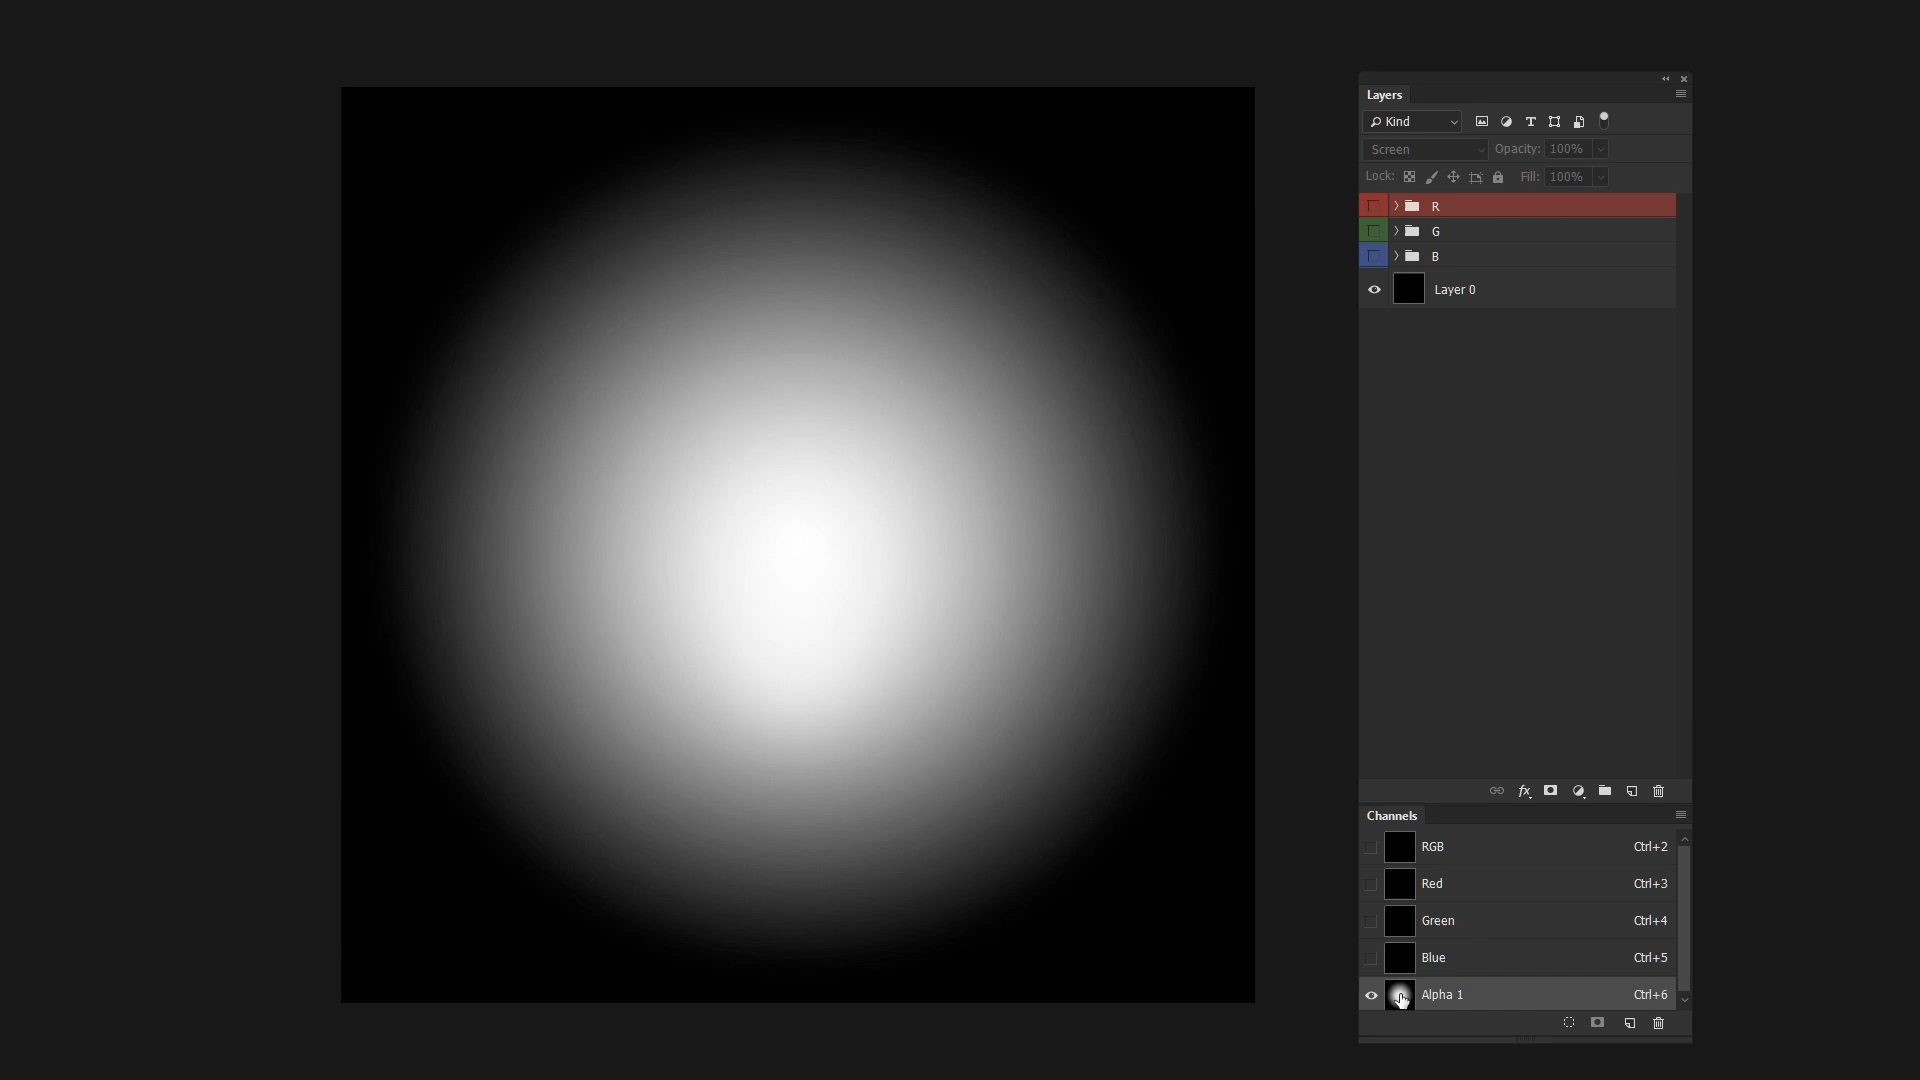 Layers
Kind
Screen Opacity: 100%
Lock: Fill: 100%
R
G
B
Layer 0
fx
Channels
RGB Ctrl+2
Red Ctrl+3
Green Ctrl+4
Blue Ctrl+5
Alpha 1 Ctrl+6